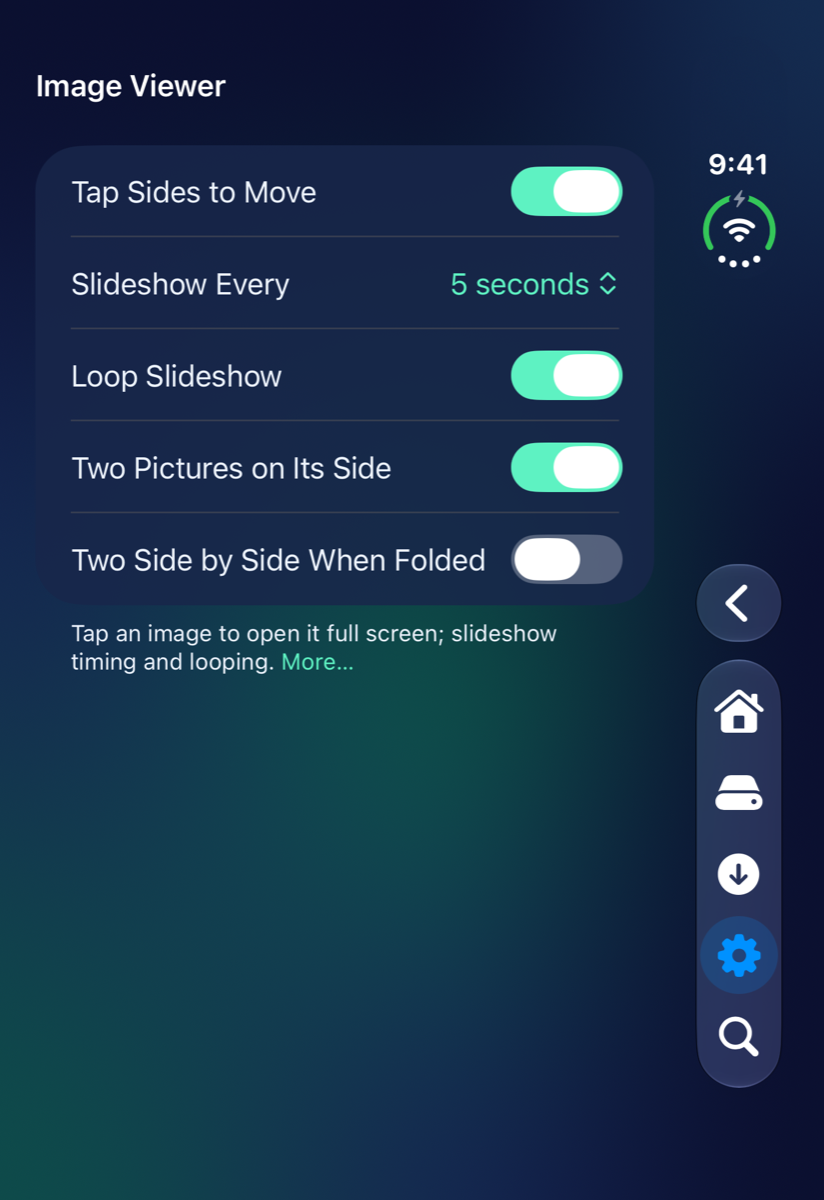 Image Viewer
9:41
Tap Sides to Move
Slideshow Every
5 seconds
Loop Slideshow
Two Pictures on Its Side
Two Side by Side When Folded
Tap an image to open it full screen; slideshow
timing and looping. More...